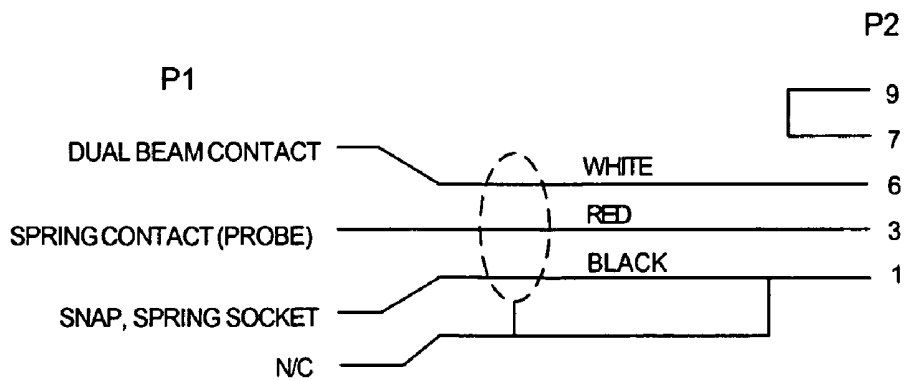 P2
P1
9
7
DUAL BEAM CONTACT
WHITE
6
SPRING CONTACT (PROBE)
RED
3
BLACK
1
SNAP, SPRING SOCKET
N/C